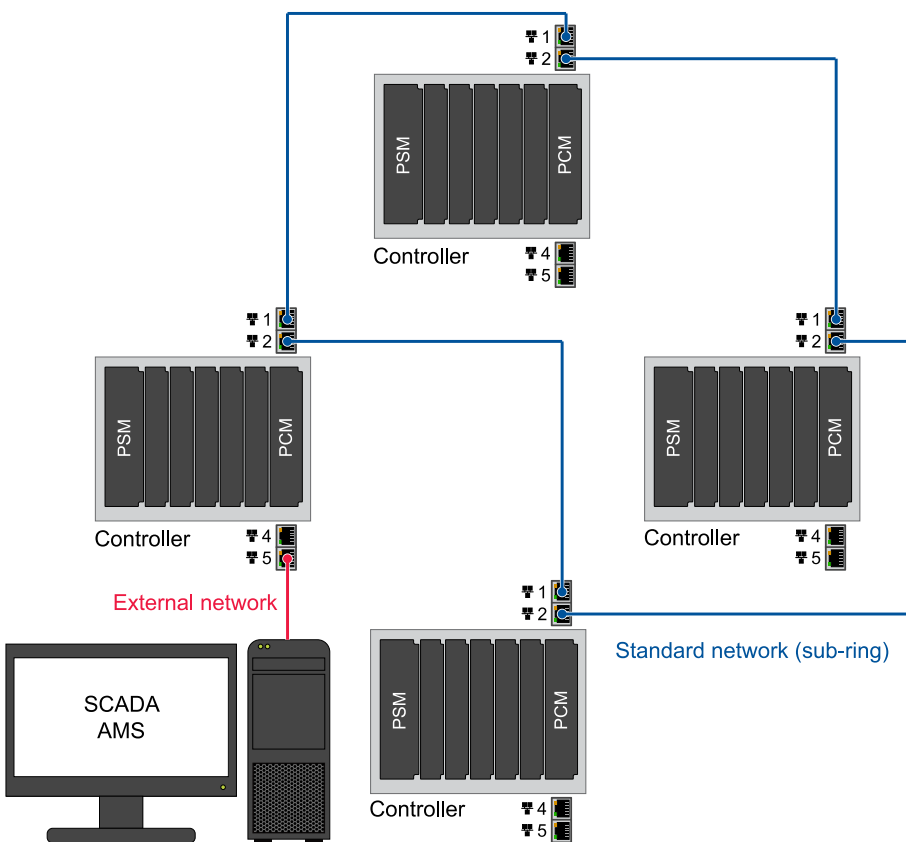 1
2
PSM
PCM
Controller
4
5
1
2
PSM
PCM
Controller
4
5
1
2
PSM
PCM
Controller
4
5
External network
1
2
PSM
PCM
Controller
4
5
Standard network (sub-ring)
SCADA
AMS